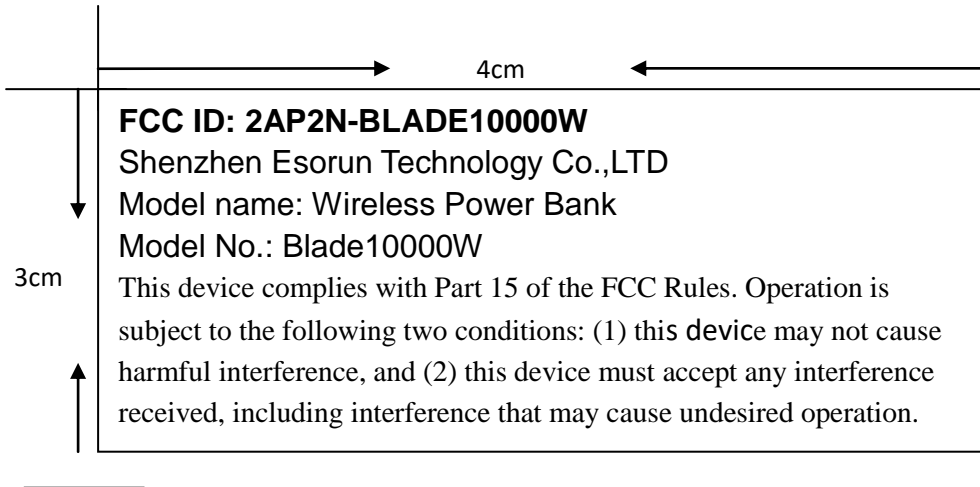 4cm
FCC ID: 2AP2N-BLADE10000W
Shenzhen Esorun Technology Co.,LTD
Model name: Wireless Power Bank
Model No.: Blade10000W
3cm
This device complies with Part 15 of the FCC Rules. Operation is
subject to the following two conditions: (1) this device may not cause
harmful interference, and (2) this device must accept any interference
received, including interference that may cause undesired operation.